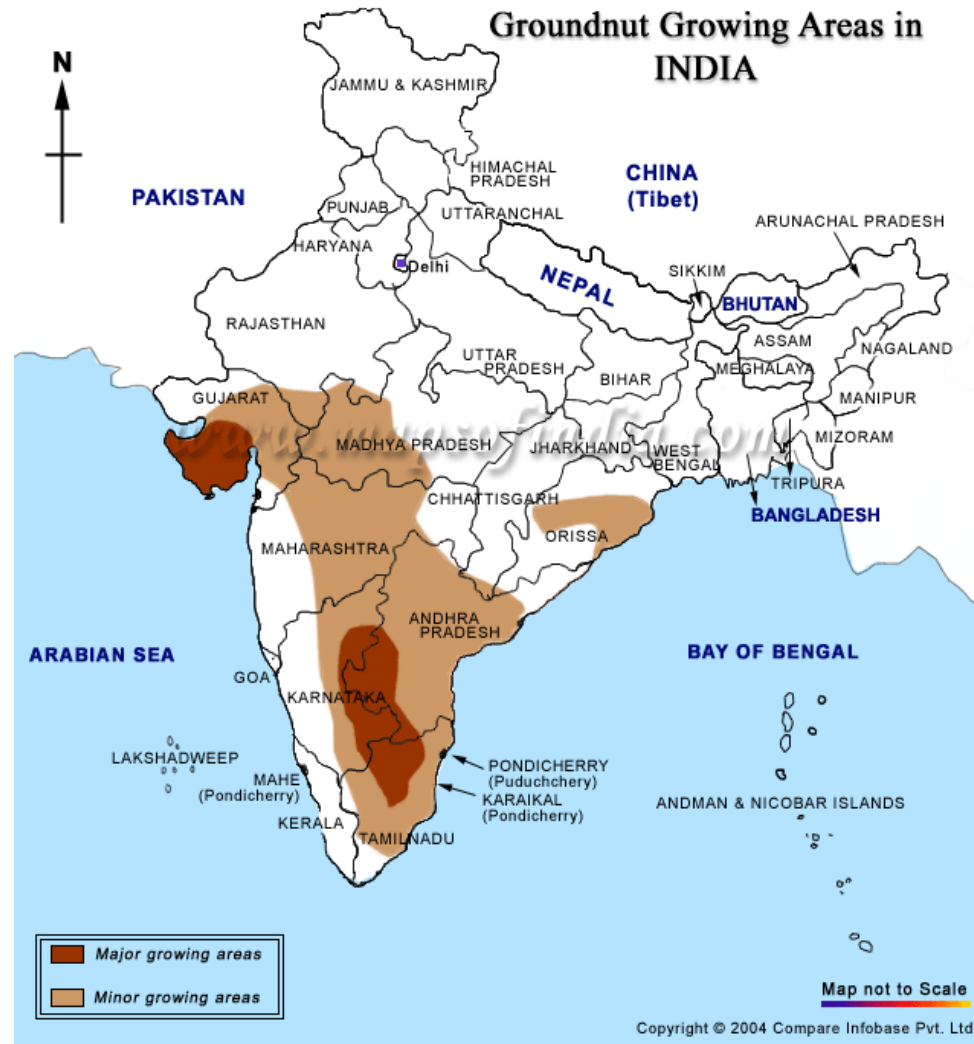 Groundnut Growing Areas in
INDIA
N
JAMMU & KASHMIR
HIMACHAL
PRADESH
CHINA
(Tibet)
PAKISTAN
PUNJAB
UTTARANCHAL
ARUNACHAL PRADESH
HARYANA
Delhi
SIKKIM
NEPAL
BHUTAN
RAJASTHAN
ASSAM
NAGALAND
UTTAR
PRADESH
MEGHALAYA
BIHAR
GUJARAT
MANIPUR
www.mapsofindia.com
MADHYA PRADESH
JHARKHAND
WEST
BENGAL
MIZORAM
TRIPURA
CHHATTISGARH
BANGLADESH
ORISSA
MAHARASHTRA
ANDHRA
PRADESH
ARABIAN SEA
BAY OF BENGAL
GOA
KARNATAKA
LAKSHADWEEP
PONDICHERRY
(Puduchchery)
MAHE
(Pondicherry)
KARAIKAL
(Pondicherry)
ANDMAN & NICOBAR ISLANDS
KERALA
TAMILNADU
Major growing areas
Minor growing areas
Map not to Scale
Copyright © 2004 Compare Infobase Pvt. Ltd